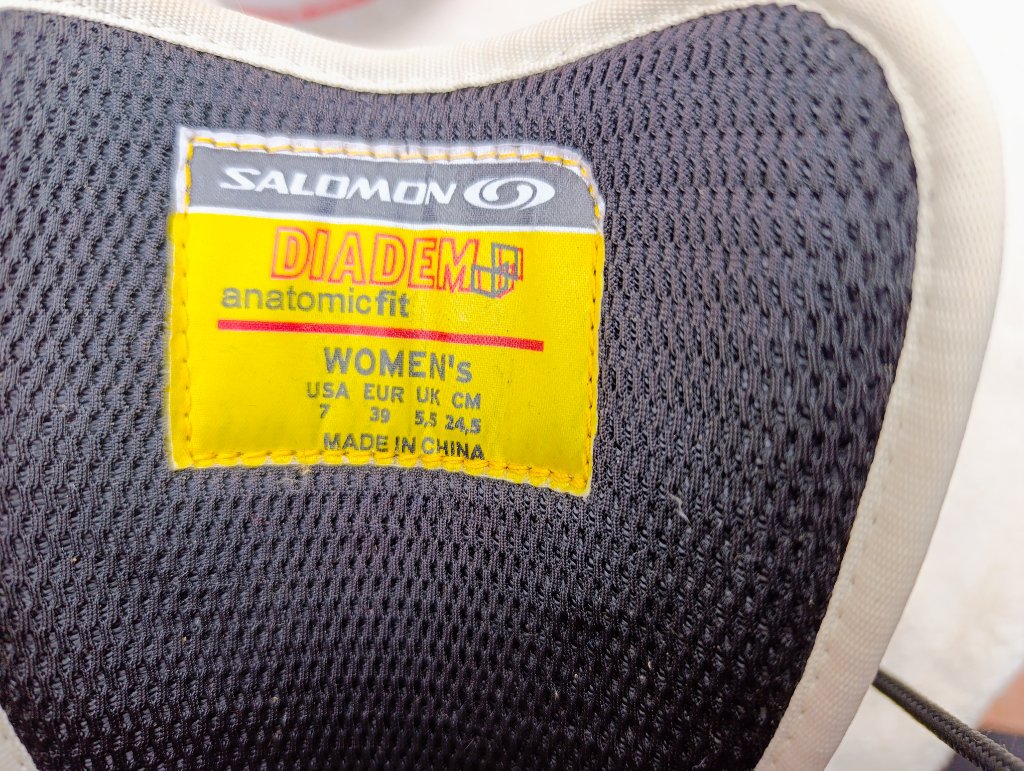 SALOMON
DIADEM
anatomicfit
WOMEN's
USA EUR UK CM
7 39 5,5 24,5
MADE IN CHINA